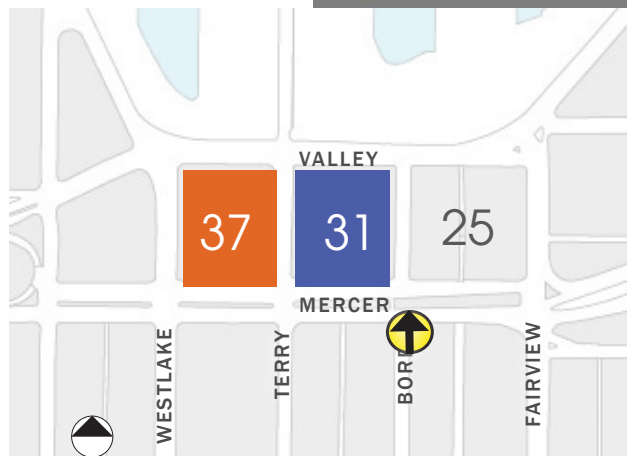 VALLEY
37
31
25
MERCER
WESTLAKE
TERRY
FAIRVIEW